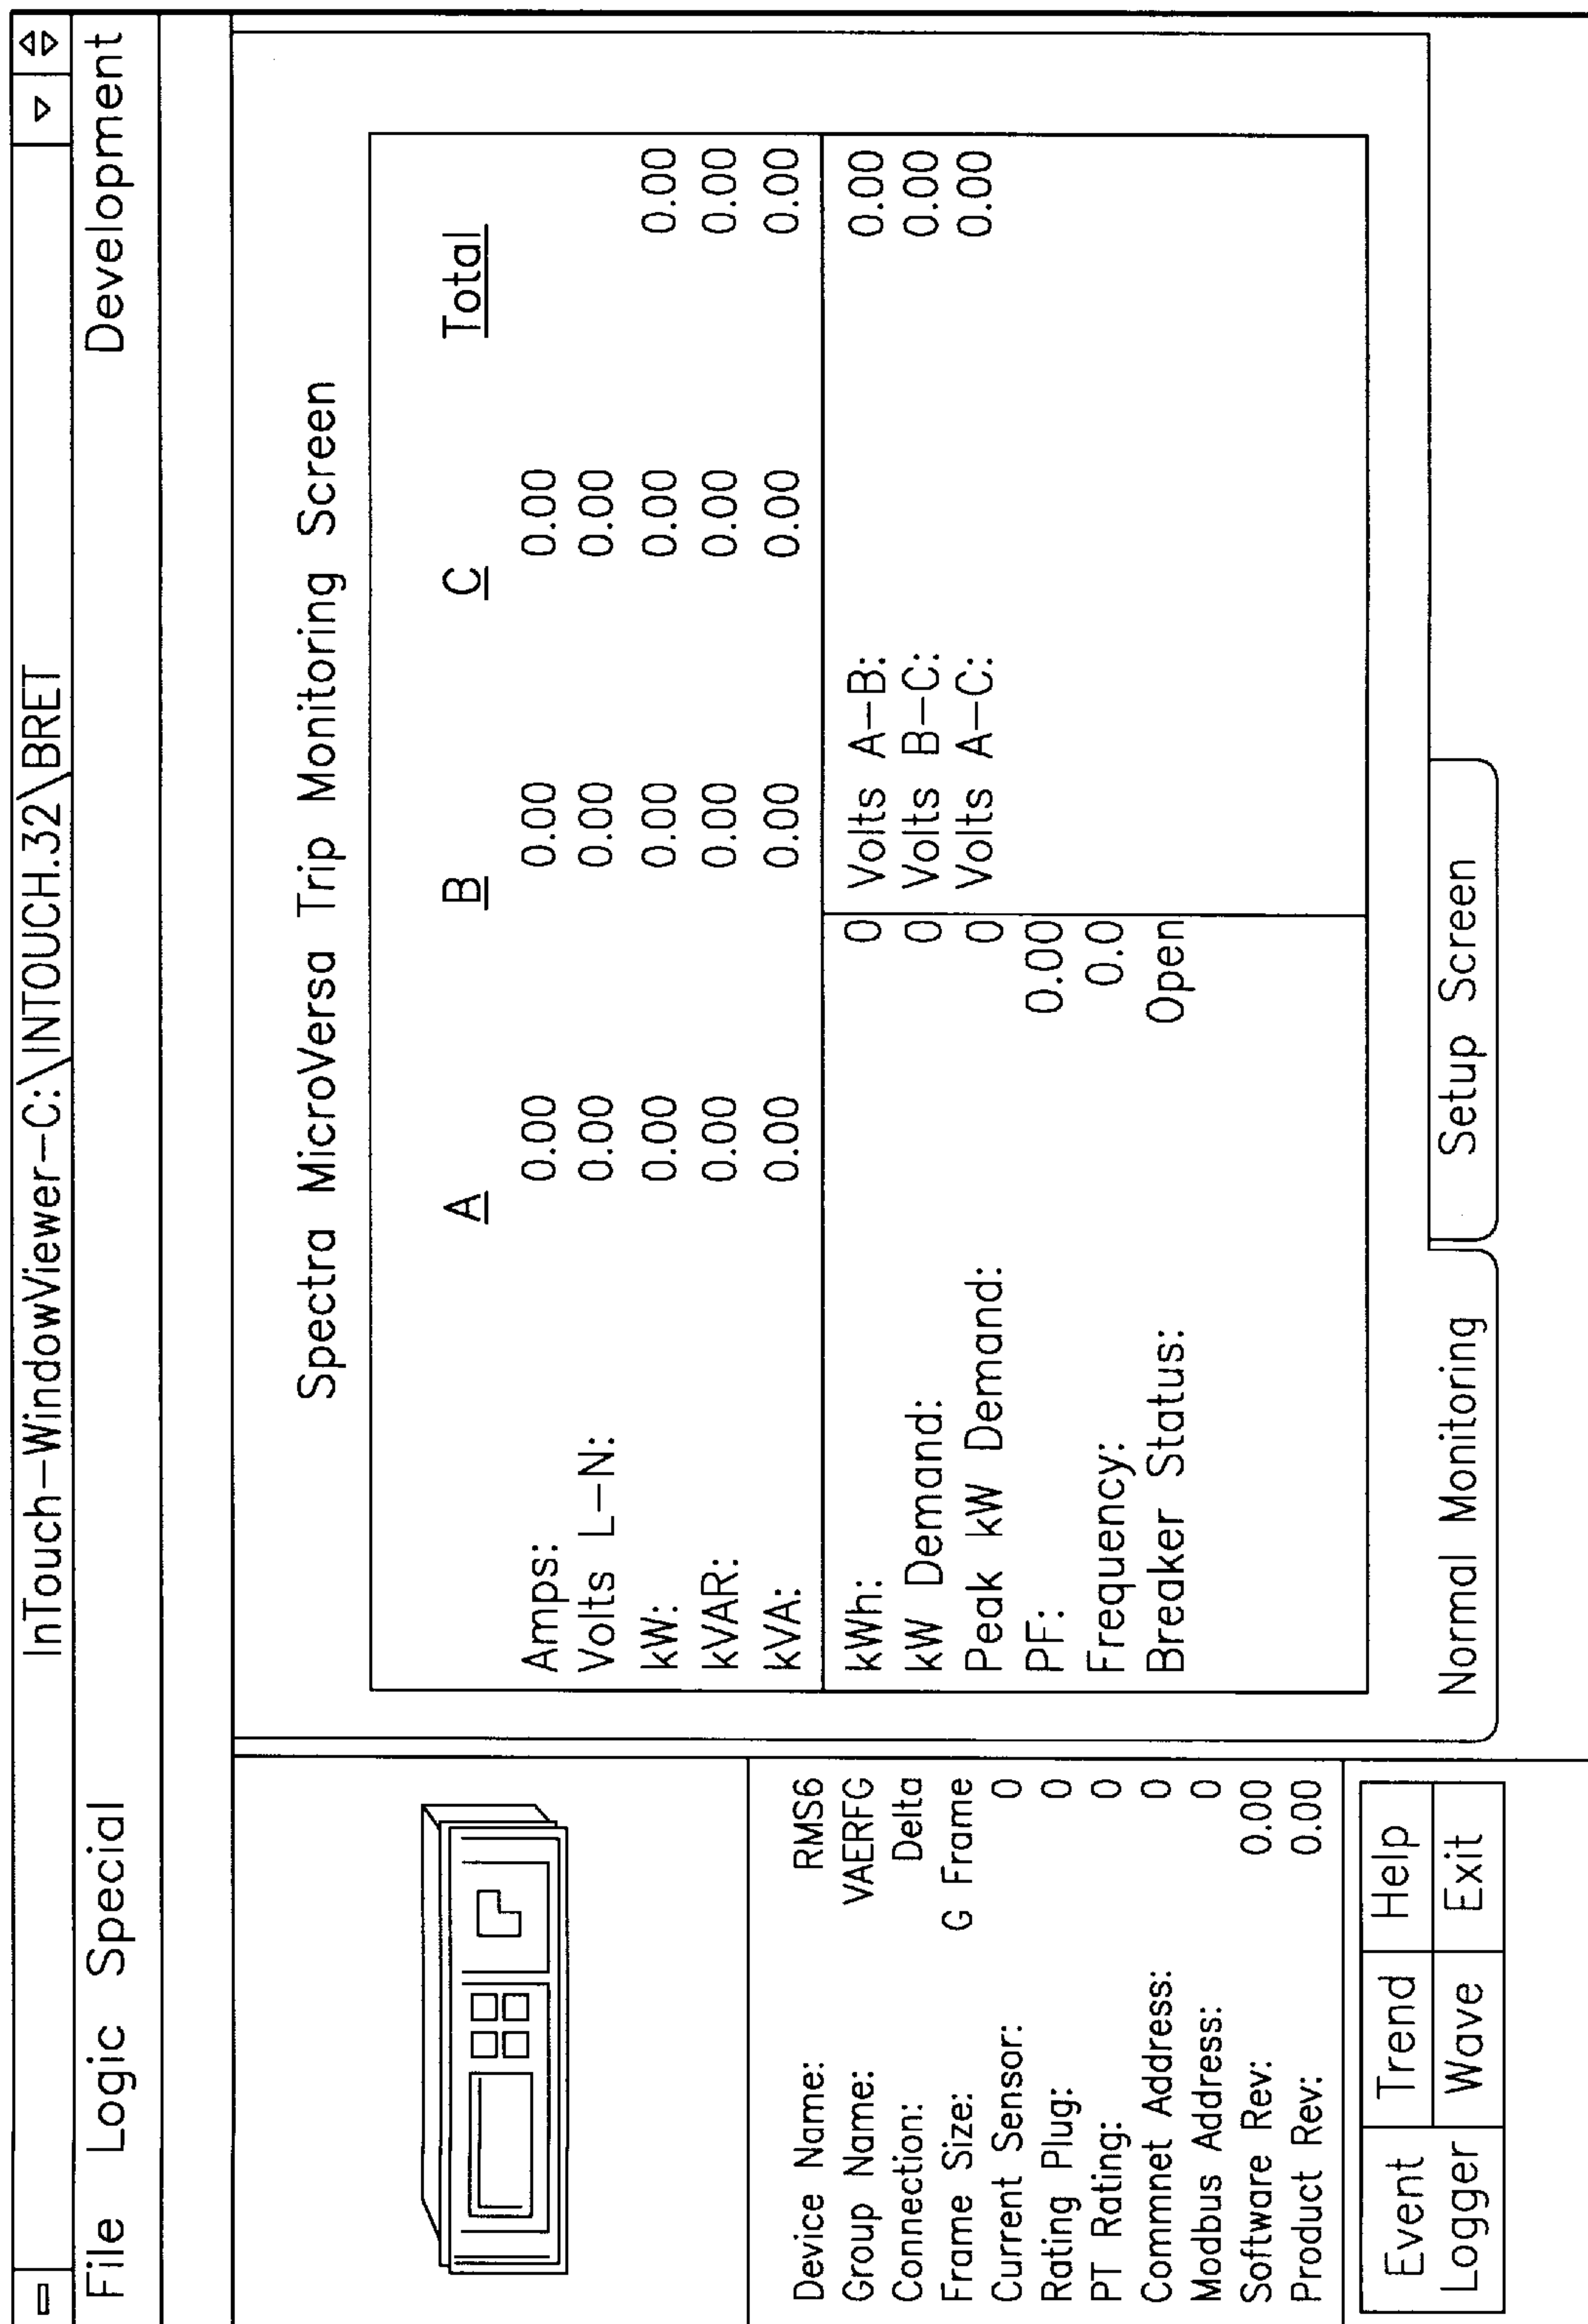 InTouch–WindowViewer–C:\INTOUCH.32\BRET
File Logic Special Development
Spectra MicroVersa Trip Monitoring Screen
A B C Total
Amps: 0.00 0.00 0.00
Volts L–N: 0.00 0.00 0.00
kW: 0.00 0.00 0.00 0.00
kVAR: 0.00 0.00 0.00 0.00
kVA: 0.00 0.00 0.00 0.00
kWh: 0 Volts A–B: 0.00
kW Demand: 0 Volts B–C: 0.00
Peak kW Demand: 0 Volts A–C: 0.00
PF: 0.00
Frequency: 0.0
Breaker Status: Open
Normal Monitoring Setup Screen
Device Name: RMS6
Group Name: VAERFG
Connection: Delta
Frame Size: G Frame
Current Sensor: 0
Rating Plug: 0
PT Rating: 0
Commnet Address: 0
Modbus Address: 0
Software Rev: 0.00
Product Rev: 0.00
Event Trend Help
Logger Wave Exit